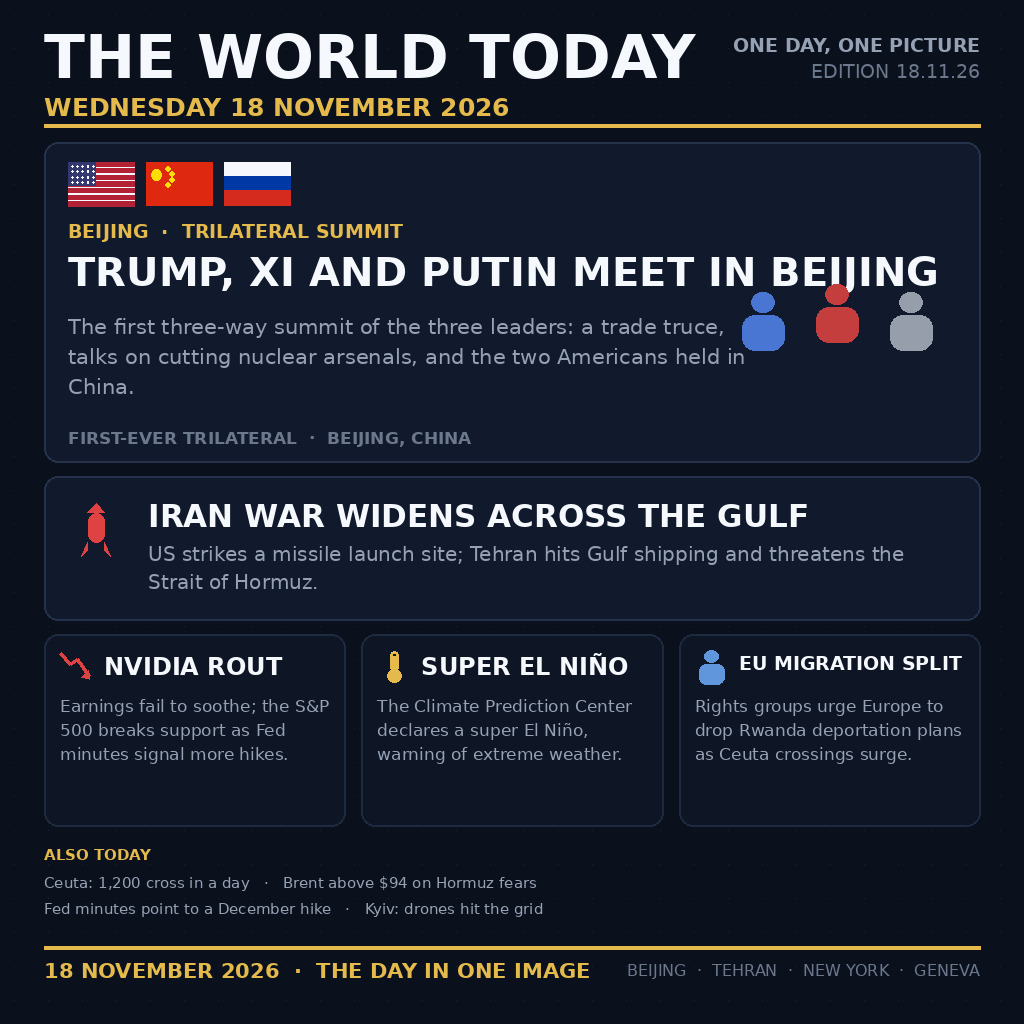 THE WORLD TODAY
ONE DAY, ONE PICTURE
EDITION 18.11.26
WEDNESDAY 18 NOVEMBER 2026
BEIJING · TRILATERAL SUMMIT
TRUMP, XI AND PUTIN MEET IN BEIJING
The first three-way summit of the three leaders: a trade truce,
talks on cutting nuclear arsenals, and the two Americans held in
China.
FIRST-EVER TRILATERAL · BEIJING, CHINA
IRAN WAR WIDENS ACROSS THE GULF
US strikes a missile launch site; Tehran hits Gulf shipping and threatens the
Strait of Hormuz.
NVIDIA ROUT
Earnings fail to soothe; the S&P
500 breaks support as Fed
minutes signal more hikes.
SUPER EL NIÑO
The Climate Prediction Center
declares a super El Niño,
warning of extreme weather.
EU MIGRATION SPLIT
Rights groups urge Europe to
drop Rwanda deportation plans
as Ceuta crossings surge.
ALSO TODAY
Ceuta: 1,200 cross in a day · Brent above $94 on Hormuz fears
Fed minutes point to a December hike · Kyiv: drones hit the grid
18 NOVEMBER 2026 · THE DAY IN ONE IMAGE
BEIJING · TEHRAN · NEW YORK · GENEVA